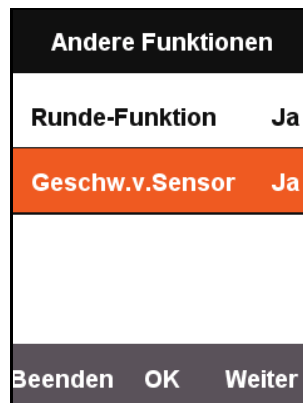 Andere Funktionen
Runde-Funktion Ja
Geschw.v.Sensor Ja
Beenden OK Weiter